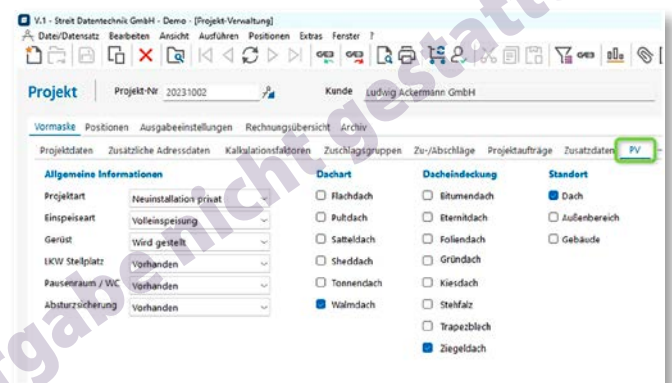 V.1 - Streit Datentechnik GmbH - Demo - [Projekt-Verwaltung]
Datei/Datensatz Bearbeiten Ansicht Ausführen Positionen Extras Fenster ?
Projekt Projekt-Nr 20231002 Kunde Ludwig Ackermann GmbH
Vormaske Positionen Ausgabeeinstellungen Rechnungsübersicht Archiv
Projektdaten Zusätzliche Adressdaten Kalkulationsfaktoren Zuschlagsgruppen Zu-/Abschläge Projektaufträge Zusatzdaten PV
Allgemeine Informationen Dachart Dacheindeckung Standort
Projektart Neuinstallation privat Flachdach Bitumendach Dach
Einspeiseart Volleinspeisung Pultdach Eternitdach Außenbereich
Gerüst Wird gestellt Satteldach Foliendach Gebäude
LKW Stellplatz Vorhanden Sheddach Gründach
Pausenraum / WC Vorhanden Tonnendach Kiesdach
Absturzsicherung Vorhanden Walmdach Stehfalz
Trapezblech
Ziegeldach
gabe nicht gestatt